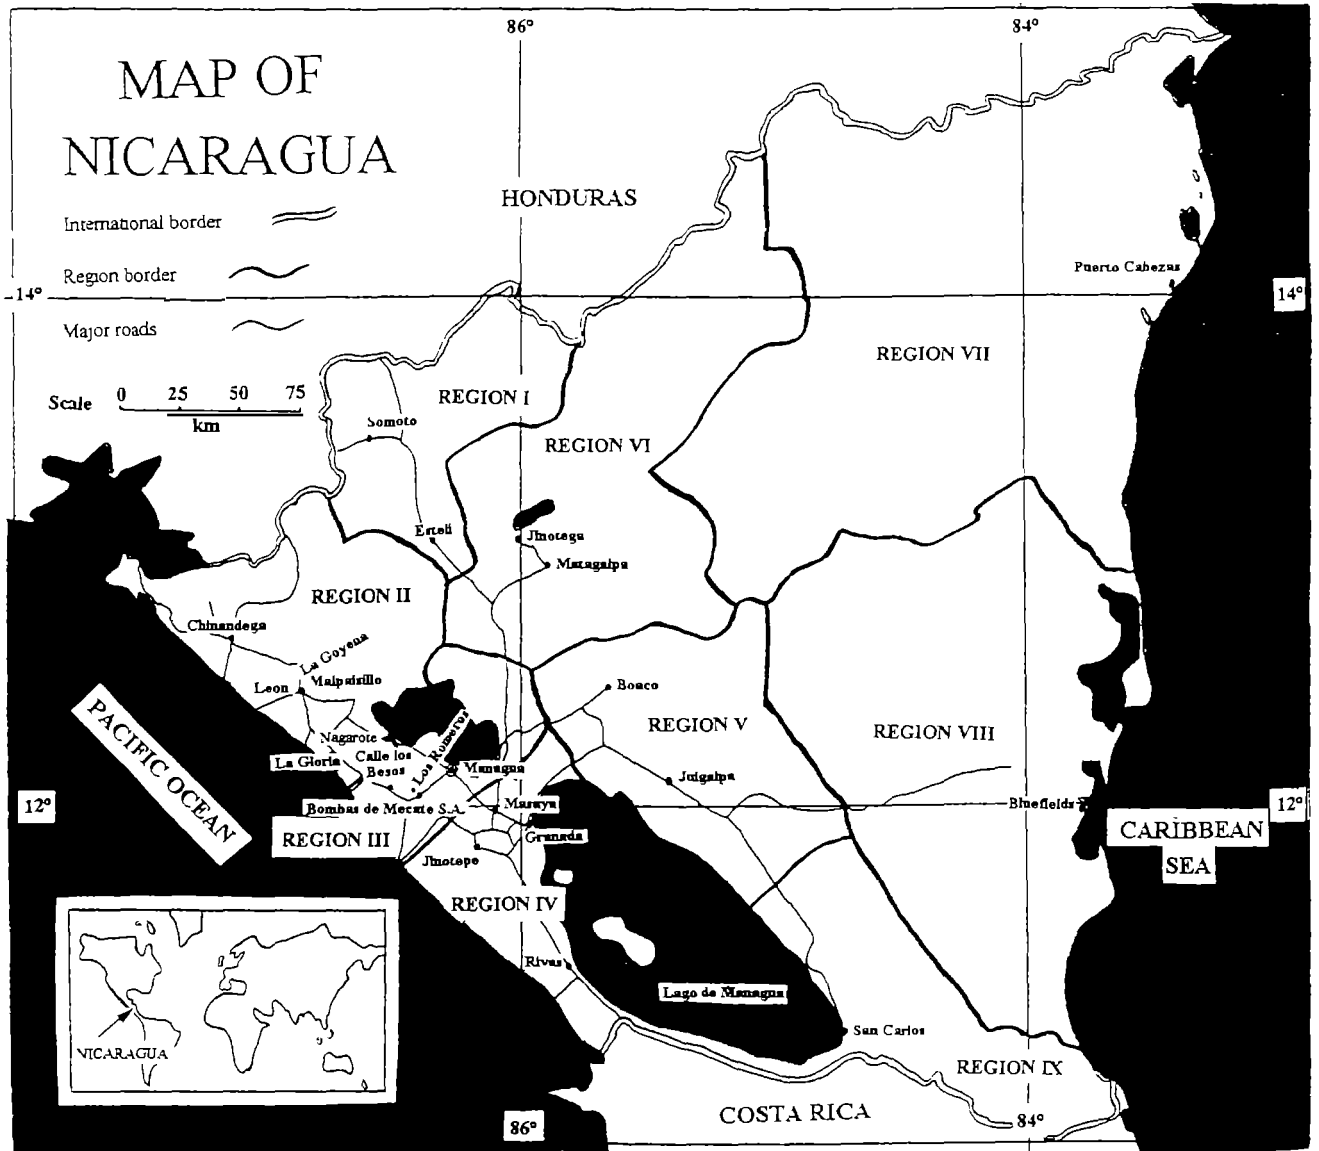 86°
84°
MAP OF
NICARAGUA
HONDURAS
International border
Region border
Major roads
14°
14°
Puerto Cabezas
Scale 0 25 50 75
km
REGION VII
REGION I
Somoto
REGION VI
Esteli
Jinotega
Matagalpa
REGION II
Chinandega
La Goyena
Leon
Malpaisillo
Boaco
PACIFIC OCEAN
Nagarote
Los Romeros
REGION V
REGION VIII
La Gloria
Calle los
Besos
Managua
Juigalpa
12°
Bombas de Mecate S.A.
Masaya
Bluefields
12°
REGION III
Granada
CARIBBEAN
SEA
Jinotepe
REGION IV
Rivas
Lago de Managua
San Carlos
NICARAGUA
REGION IX
COSTA RICA
86°
84°